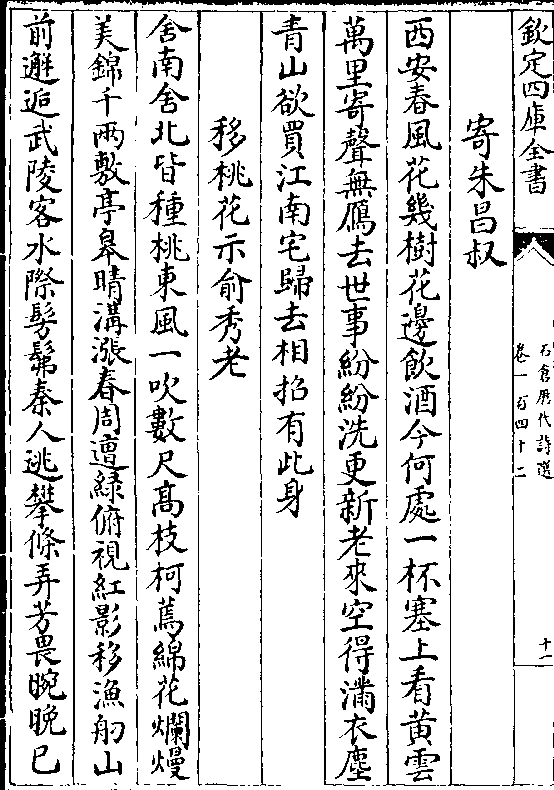 欽定四庫全書
石倉歷代詩選
卷一百四十二
十一
寄朱昌叔
西安春風花幾樹花邊飲酒今何處一杯塞上看黃雲
萬里寄聲無鴈去世事紛紛洗更新老來空得滿衣塵
青山欲買江南宅歸去相招有此身
移桃花示俞秀老
舍南舍北皆種桃東風一吹數尺髙枝柯蔫綿花爛熳
美錦千兩敷亭臯晴溝漲春周遭緑俯視紅影移漁舠山
前邂逅武陵客水際髣髴秦人逃攀條弄芳畏晼晚已